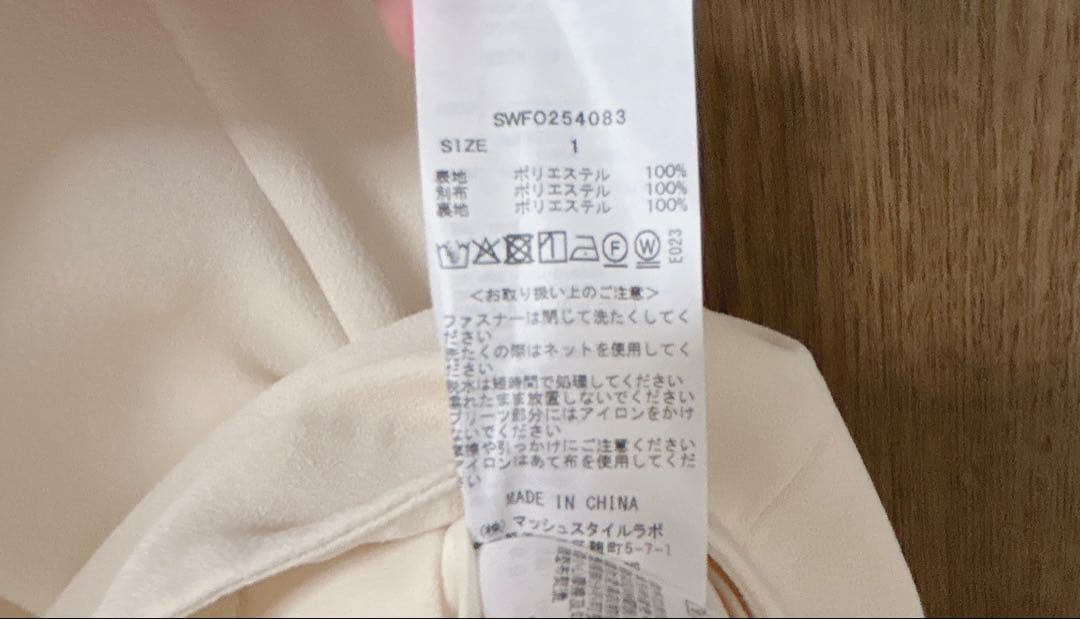 SWFO254083
SIZE 1
表地 ポリエステル 100%
別布 ポリエステル 100%
裏地 ポリエステル 100%
F W E023
<お取り扱い上のご注意>
ファスナーは閉じて洗たくしてく
ださい
洗たくの際はネットを使用してく
ださい
脱水は短時間で処理してください
濡れたまま放置しないでください
プリーツ部分にはアイロンをかけ
ないでください
摩擦や引っかけにご注意ください
アイロンはあて布を使用してくだ
さい
MADE IN CHINA
(株)マッシュスタイルラボ
麹町5-7-1